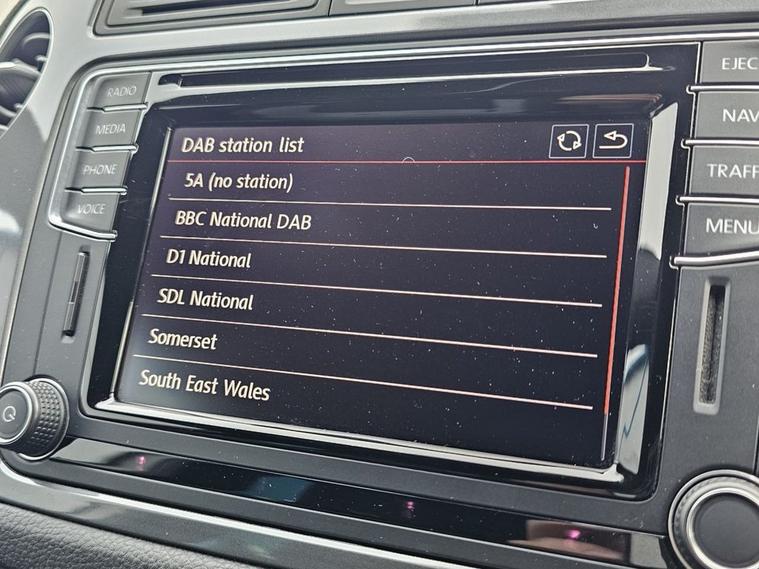 RADIO
MEDIA
PHONE
VOICE
DAB station list
5A (no station)
BBC National DAB
D1 National
SDL National
Somerset
South East Wales
EJEC
NAV
TRAFF
MENU